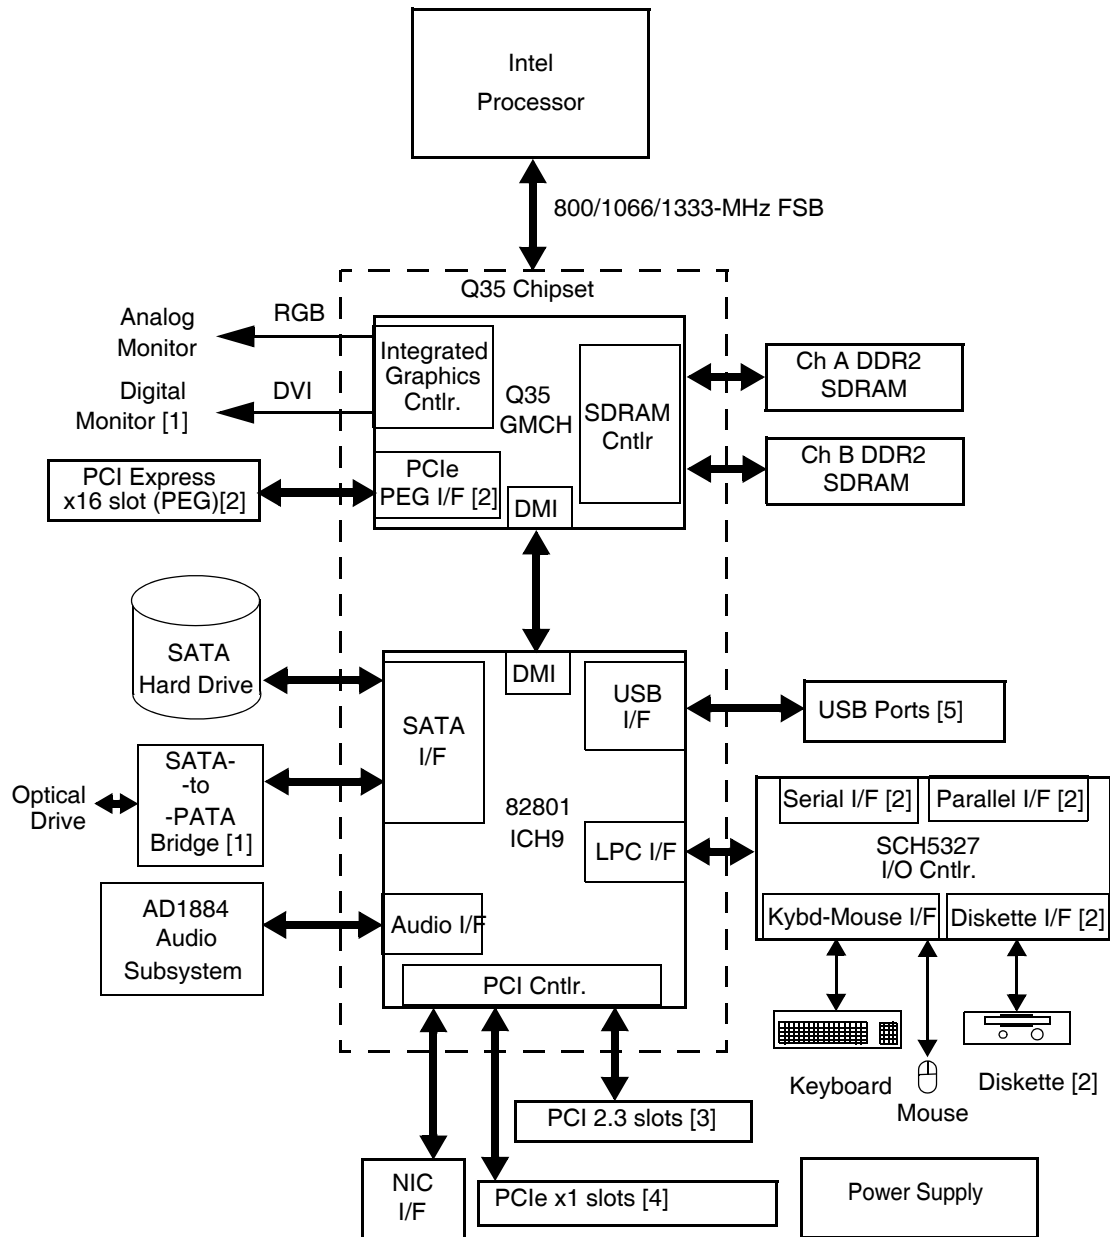 Intel
Processor
800/1066/1333-MHz FSB
Q35 Chipset
Analog
Monitor
RGB
Digital
Monitor [1]
DVI
Integrated
Graphics
Cntlr.
Q35
GMCH
SDRAM
Cntlr
Ch A DDR2
SDRAM
Ch B DDR2
SDRAM
PCI Express
x16 slot (PEG)[2]
PCIe
PEG I/F [2]
DMI
SATA
Hard Drive
DMI
SATA
I/F
USB
I/F
USB Ports [5]
Optical
Drive
SATA-
-to
-PATA
Bridge [1]
82801
ICH9
LPC I/F
Serial I/F [2]
Parallel I/F [2]
SCH5327
I/O Cntlr.
Kybd-Mouse I/F
Diskette I/F [2]
AD1884
Audio
Subsystem
Audio I/F
PCI Cntlr.
Keyboard
Mouse
Diskette [2]
PCI 2.3 slots [3]
NIC
I/F
PCIe x1 slots [4]
Power Supply